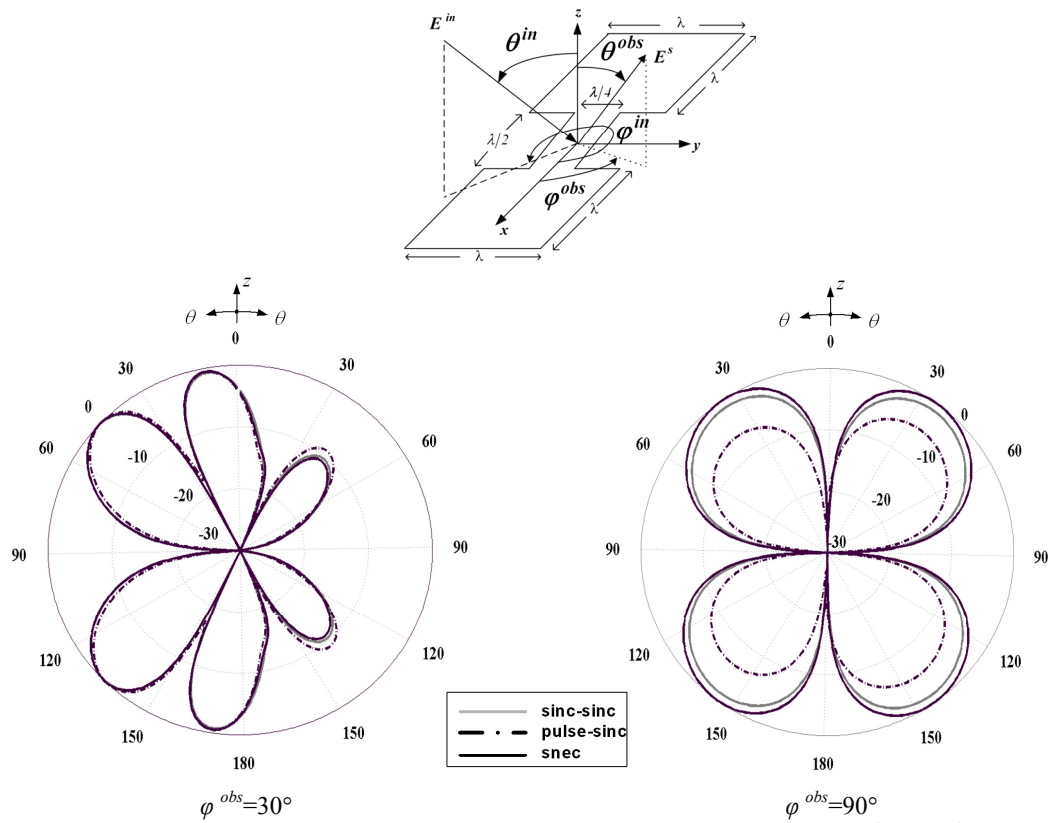 z
λ
E in
θ in
θ obs
E s
λ
λ/4
λ/2
φ in
y
φ obs
λ
x
λ
z
θ θ
0
30 30
0
60 60
-10
-20
-30
90 90
120 120
150 150
180
φ obs=30°
z
θ θ
0
30 30
0
60 60
-10
-20
-30
90 90
120 120
150 150
180
φ obs=90°
sinc-sinc
pulse-sinc
snec